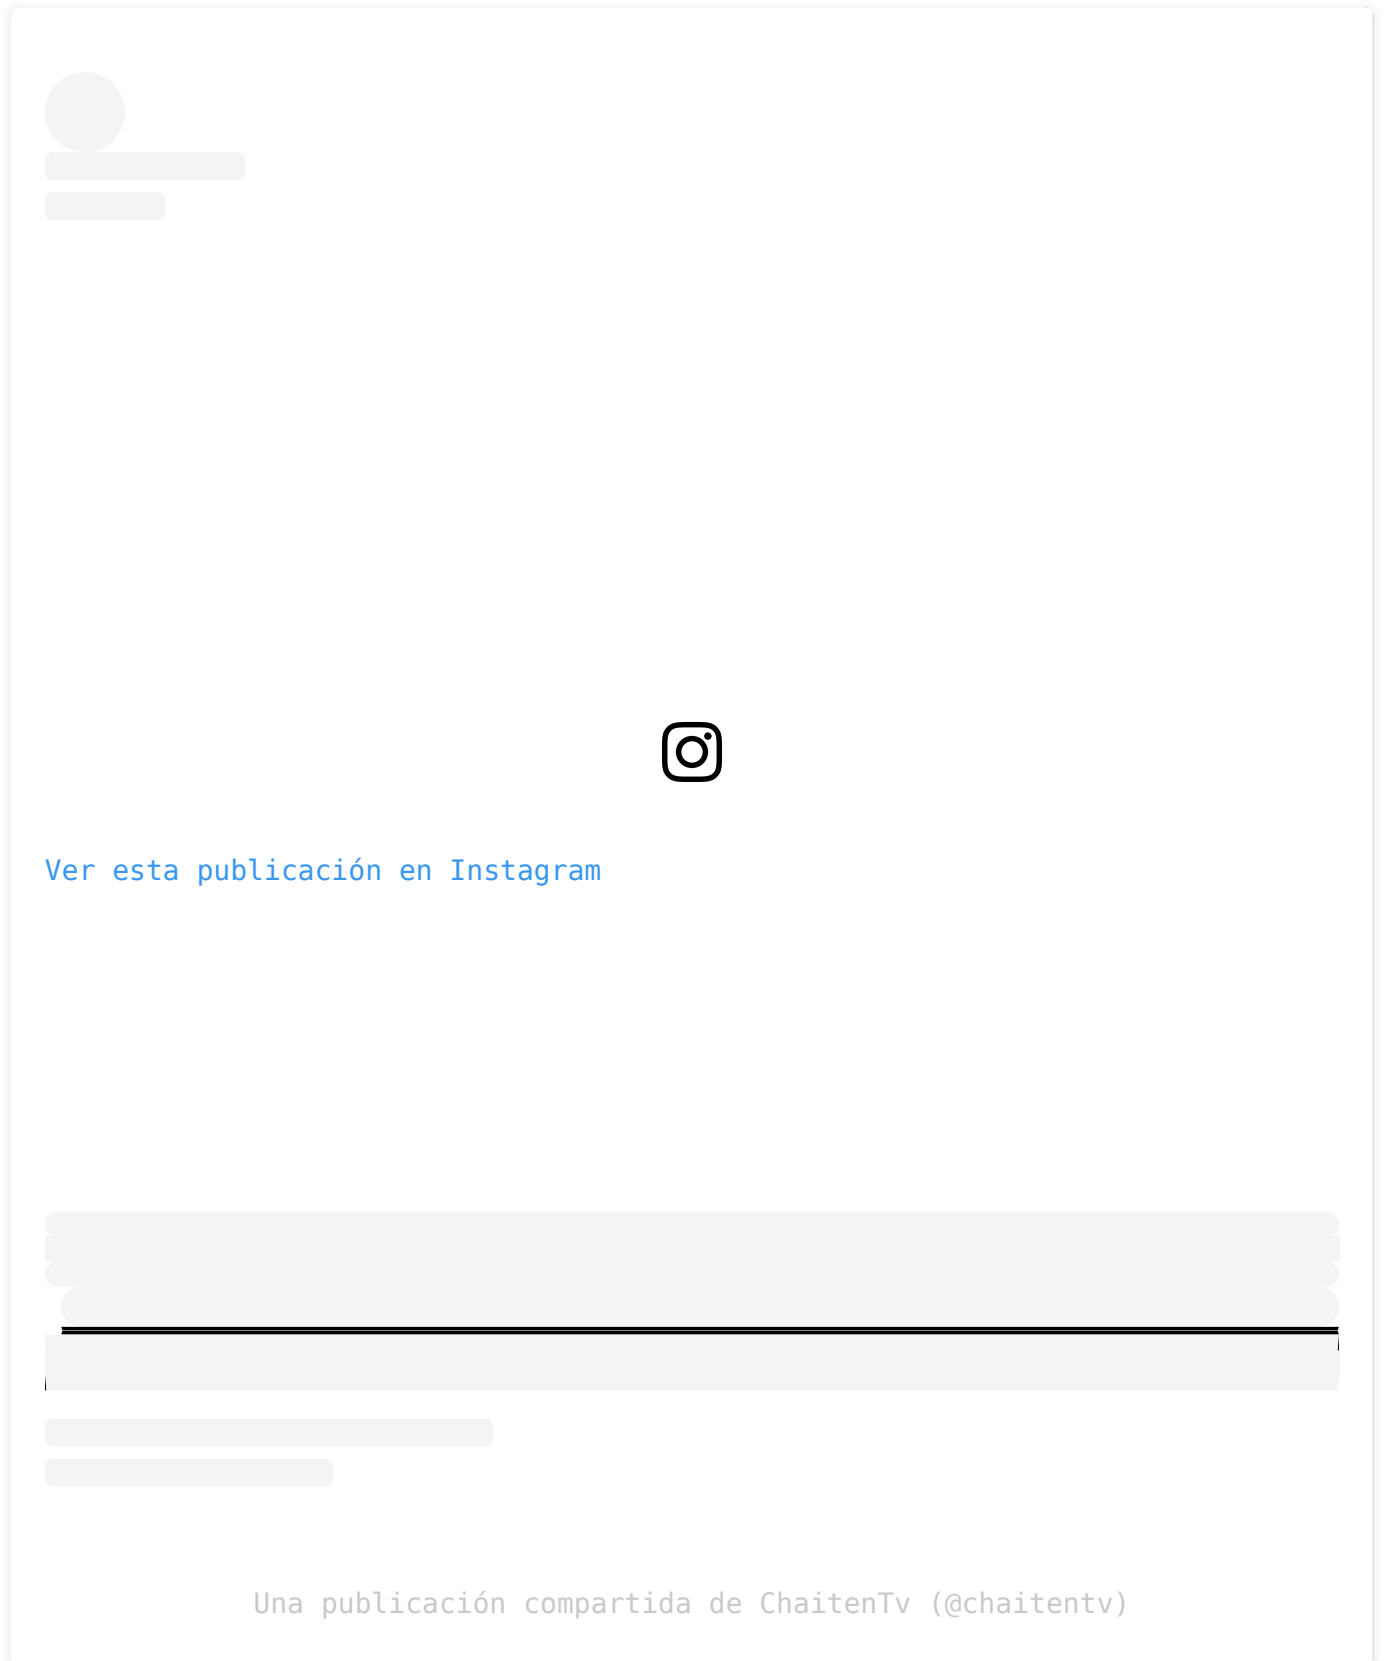 Ver esta publicación en Instagram
Una publicación compartida de ChaitenTv (@chaitentv)